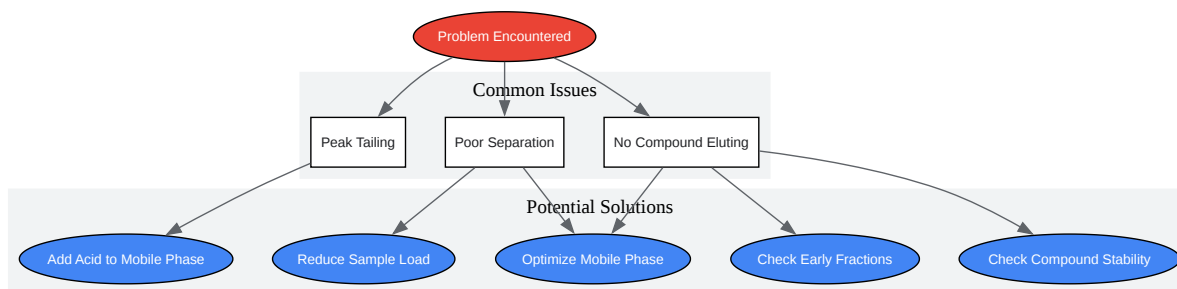 Problem Encountered
Common Issues
Peak Tailing
Poor Separation
No Compound Eluting
Potential Solutions
Add Acid to Mobile Phase
Reduce Sample Load
Optimize Mobile Phase
Check Early Fractions
Check Compound Stability